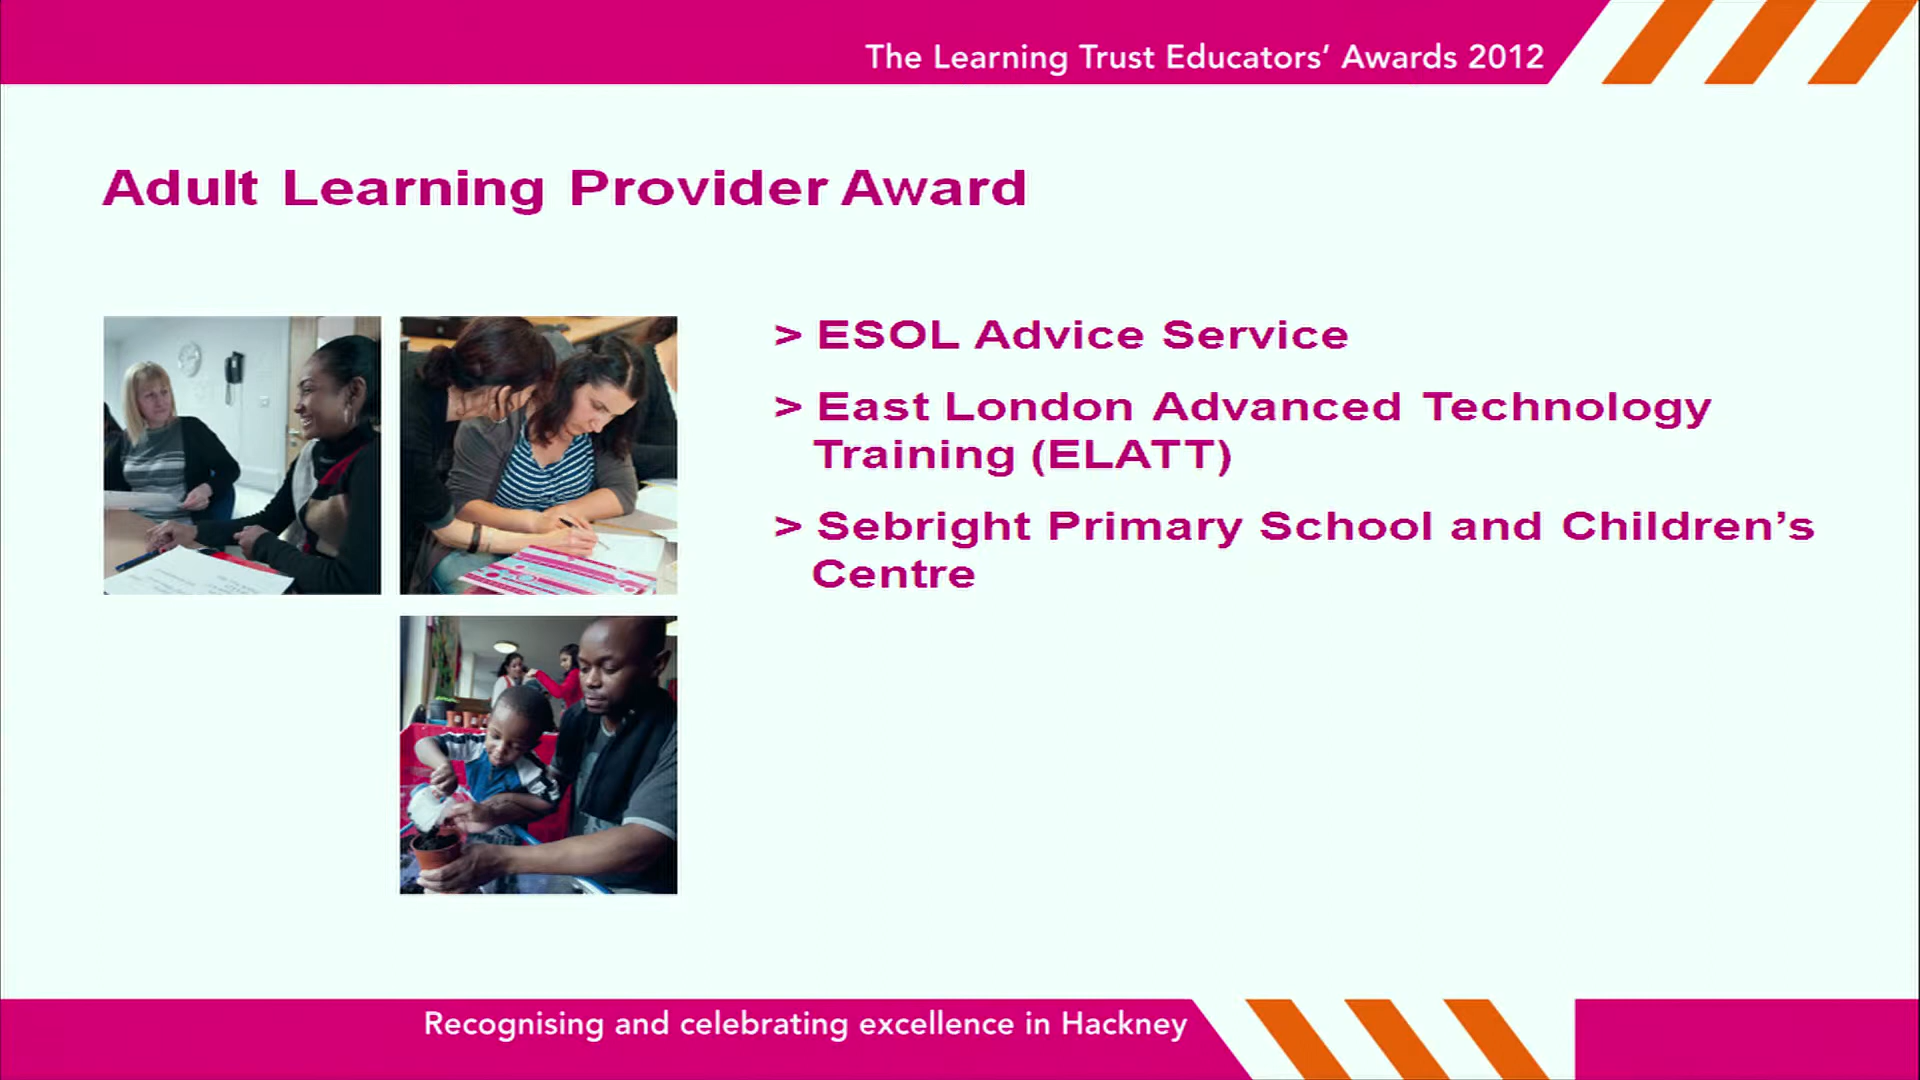 The Learning Trust Educators’ Awards 2012
Adult Learning Provider Award
> ESOL Advice Service
> East London Advanced Technology
Training (ELATT)
> Sebright Primary School and Children’s
Centre
Recognising and celebrating excellence in Hackney